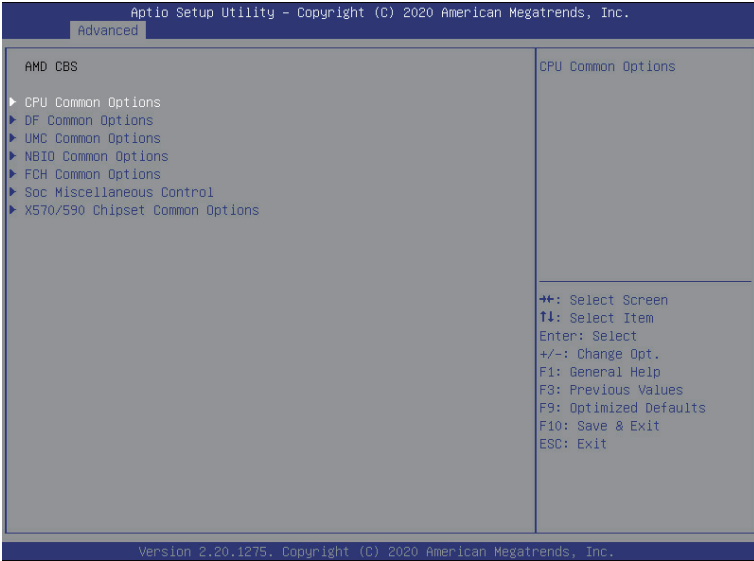 Aptio Setup Utility – Copyright (C) 2020 American Megatrends, Inc.
Advanced
AMD CBS
CPU Common Options
DF Common Options
UMC Common Options
NBIO Common Options
FCH Common Options
Soc Miscellaneous Control
X570/590 Chipset Common Options
CPU Common Options
→←: Select Screen
↑↓: Select Item
Enter: Select
+/-: Change Opt.
F1: General Help
F3: Previous Values
F9: Optimized Defaults
F10: Save & Exit
ESC: Exit
Version 2.20.1275. Copyright (C) 2020 American Megatrends, Inc.